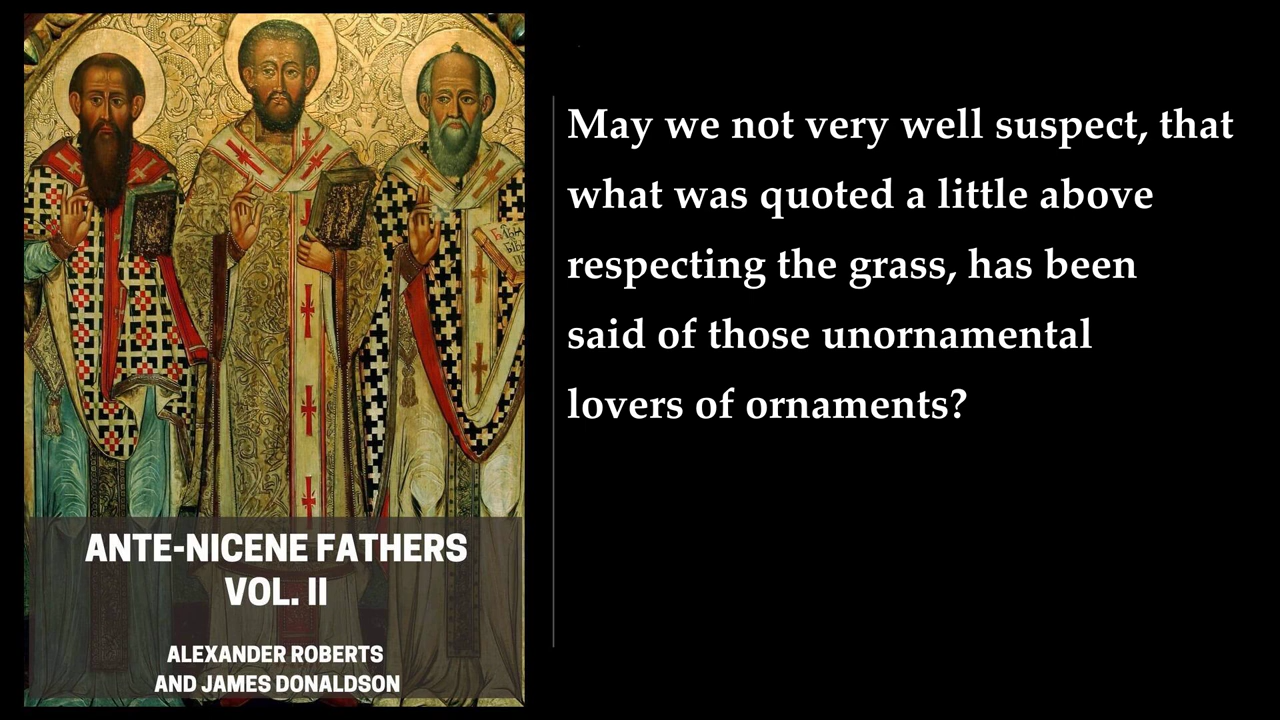 May we not very well suspect, that
what was quoted a little above
respecting the grass, has been
said of those unornamental
lovers of ornaments?
ANTE-NICENE FATHERS
VOL. II
ALEXANDER ROBERTS
AND JAMES DONALDSON